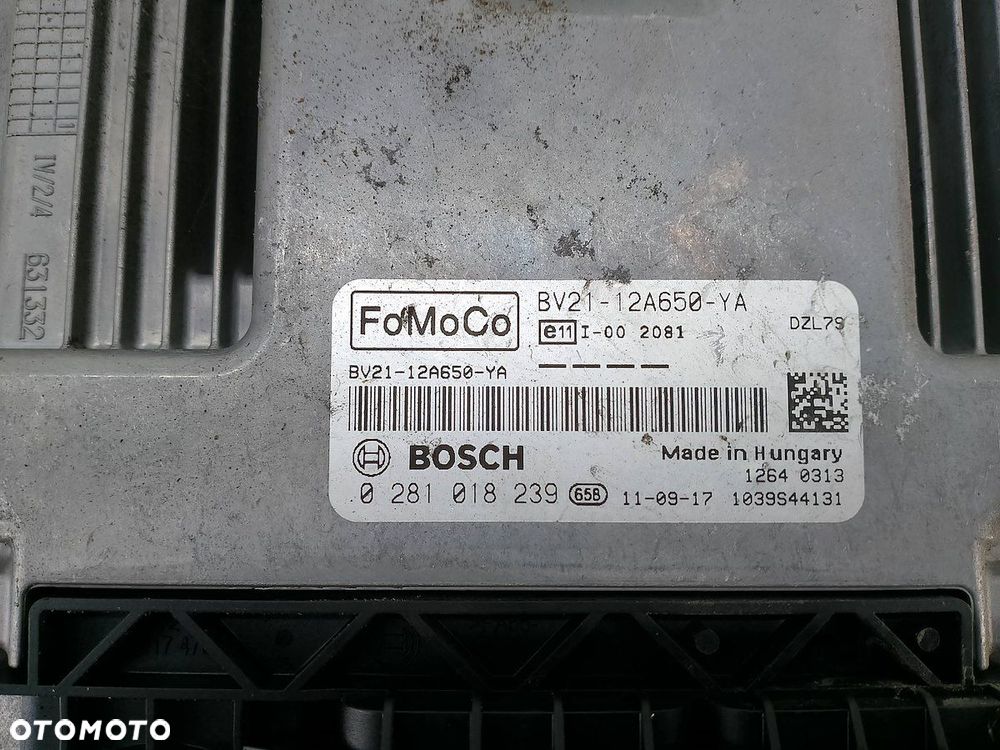 IV/2/4 631332
FoMoCo
BV21-12A650-YA
e11 I-00 2081
DZL79
BV21-12A650-YA
BOSCH
Made in Hungary
1264 0313
0 281 018 239 658 11-09-17 1039S44131
OTOMOTO